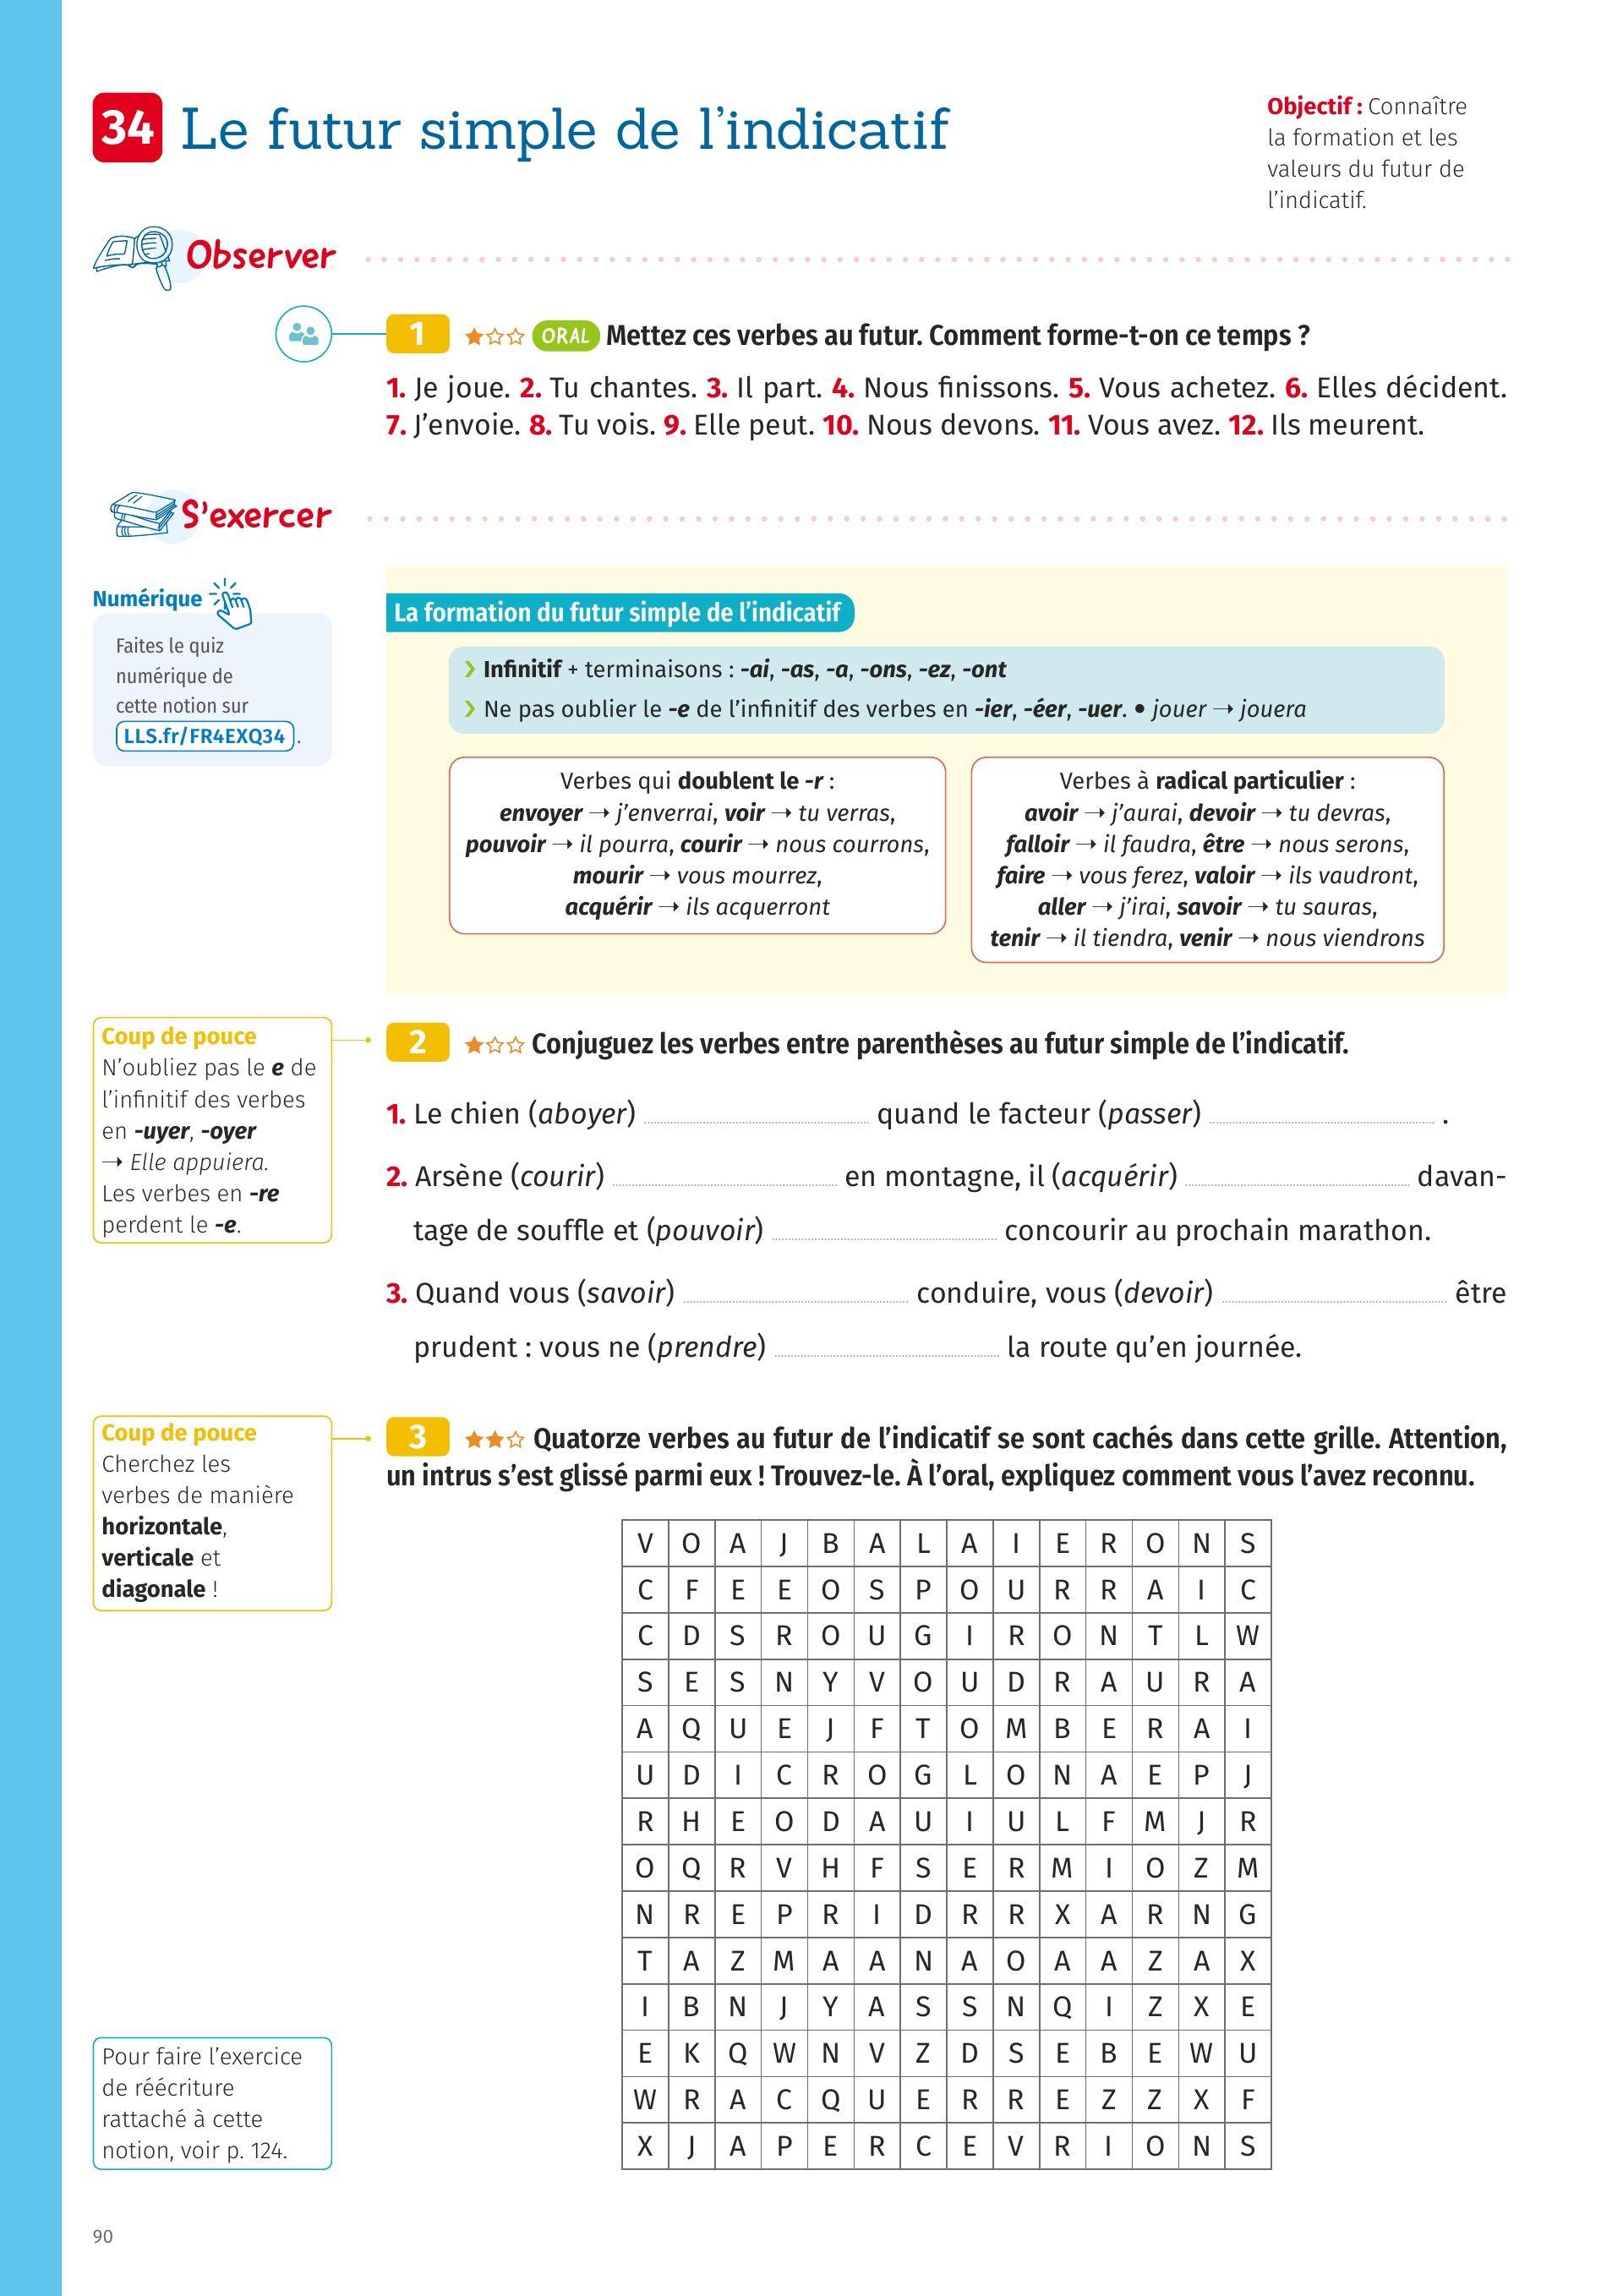 34 Le futur simple de l’indicatif
Objectif : Connaître
la formation et les
valeurs du futur de
l’indicatif.
Observer
1 ORAL Mettez ces verbes au futur. Comment forme-t-on ce temps ?
1. Je joue. 2. Tu chantes. 3. Il part. 4. Nous finissons. 5. Vous achetez. 6. Elles décident.
7. J’envoie. 8. Tu vois. 9. Elle peut. 10. Nous devons. 11. Vous avez. 12. Ils meurent.
S’exercer
Numérique
Faites le quiz
numérique de
cette notion sur
LLS.fr/FR4EXQ34.
La formation du futur simple de l’indicatif
› Infinitif + terminaisons : -ai, -as, -a, -ons, -ez, -ont
› Ne pas oublier le -e de l’infinitif des verbes en -ier, -éer, -uer. • jouer → jouera
Verbes qui doublent le -r :
envoyer → j’enverrai, voir → tu verras,
pouvoir → il pourra, courir → nous courrons,
mourir → vous mourrez,
acquérir → ils acquerront
Verbes à radical particulier :
avoir → j’aurai, devoir → tu devras,
falloir → il faudra, être → nous serons,
faire → vous ferez, valoir → ils vaudront,
aller → j’irai, savoir → tu sauras,
tenir → il tiendra, venir → nous viendrons
Coup de pouce
N’oubliez pas le e de
l’infinitif des verbes
en -uyer, -oyer
→ Elle appuiera.
Les verbes en -re
perdent le -e.
2 Conjuguez les verbes entre parenthèses au futur simple de l’indicatif.
1. Le chien (aboyer) quand le facteur (passer) .
2. Arsène (courir) en montagne, il (acquérir) davan-
tage de souffle et (pouvoir) concourir au prochain marathon.
3. Quand vous (savoir) conduire, vous (devoir) être
prudent : vous ne (prendre) la route qu’en journée.
Coup de pouce
Cherchez les
verbes de manière
horizontale,
verticale et
diagonale !
3 Quatorze verbes au futur de l’indicatif se sont cachés dans cette grille. Attention,
un intrus s’est glissé parmi eux ! Trouvez-le. À l’oral, expliquez comment vous l’avez reconnu.
V O A J B A L A I E R O N S
C F E E O S P O U R R A I C
C D S R O U G I R O N T L W
S E S N Y V O U D R A U R A
A Q U E J F T O M B E R A I
U D I C R O G L O N A E P J
R H E O D A U I U L F M J R
O Q R V H F S E R M I O Z M
N R E P R I D R R X A R N G
T A Z M A A N A O A A Z A X
I B N J Y A S S N Q I Z X E
E K Q W N V Z D S E B E W U
W R A C Q U E R R E Z Z X F
X J A P E R C E V R I O N S
Pour faire l’exercice
de réécriture
rattaché à cette
notion, voir p. 124.
90